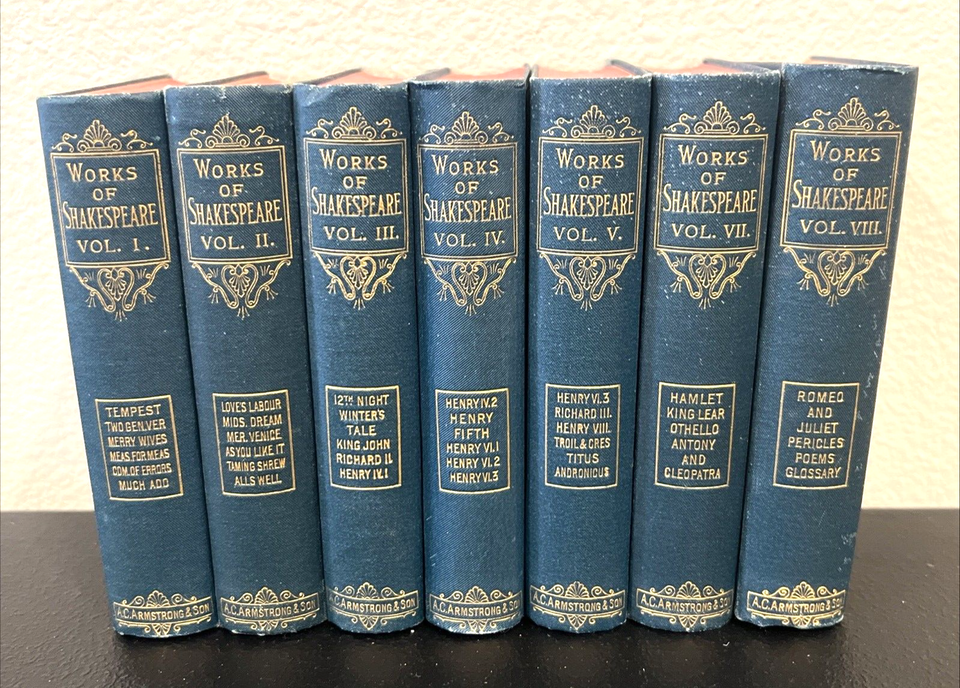 WORKS
OF
SHAKESPEARE
VOL. I.
TEMPEST
TWO GEN.VER
MERRY WIVES
MEAS.FOR MEAS
COM.OF ERRORS
MUCH ADO
A.C.ARMSTRONG & SON
WORKS
OF
SHAKESPEARE
VOL. II.
LOVE'S LABOUR
MIDS. DREAM
MER. VENICE
AS YOU LIKE IT
TAMING SHREW
ALLS WELL
A.C.ARMSTRONG & SON
WORKS
OF
SHAKESPEARE
VOL. III.
12TH NIGHT
WINTER'S
TALE
KING JOHN
RICHARD II.
HENRY IV.1
A.C.ARMSTRONG & SON
WORKS
OF
SHAKESPEARE
VOL. IV.
HENRY IV.2
HENRY
FIFTH
HENRY VI.1
HENRY VI.2
HENRY VI.3
A.C.ARMSTRONG & SON
WORKS
OF
SHAKESPEARE
VOL. V.
HENRY VI.3
RICHARD III.
HENRY VIII.
TROIL & CRES
TITUS
ANDRONICUS
A.C.ARMSTRONG & SON
WORKS
OF
SHAKESPEARE
VOL. VII.
HAMLET
KING LEAR
OTHELLO
ANTONY
AND
CLEOPATRA
A.C.ARMSTRONG & SON
WORKS
OF
SHAKESPEARE
VOL. VIII.
ROMEO
AND
JULIET
PERICLES
POEMS
GLOSSARY
A.C.ARMSTRONG & SON